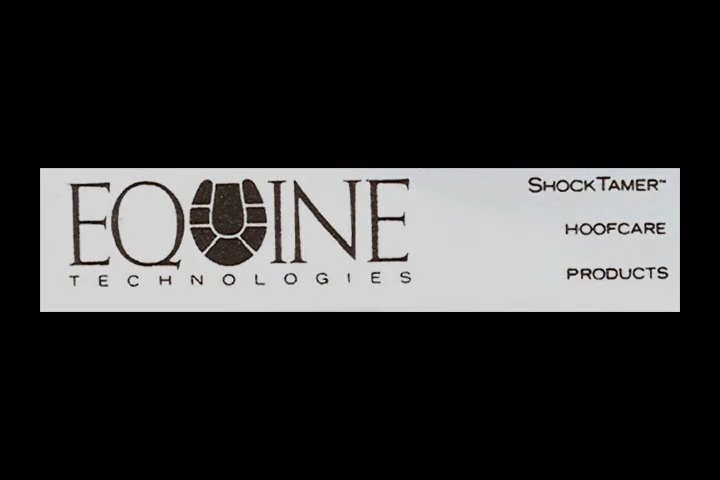 EQUINE
TECHNOLOGIES
SHOCKTAMER™
HOOFCARE
PRODUCTS